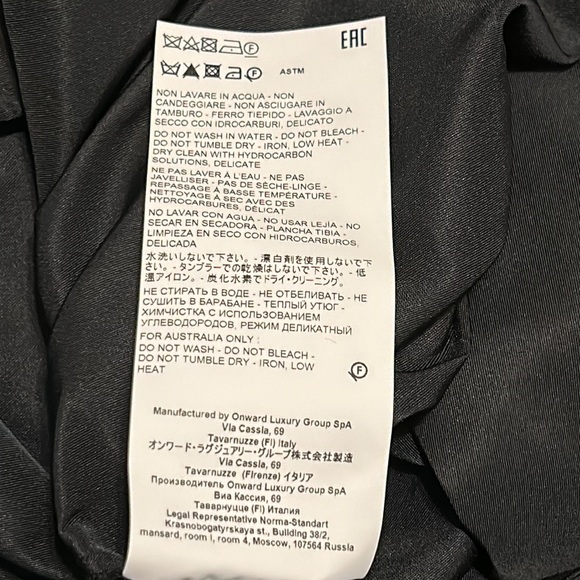 EAC
F
F ASTM
NON LAVARE IN ACQUA - NON
CANDEGGIARE - NON ASCIUGARE IN
TAMBURO - FERRO TIEPIDO - LAVAGGIO A
SECCO CON IDROCARBURI, DELICATO
DO NOT WASH IN WATER - DO NOT BLEACH -
DO NOT TUMBLE DRY - IRON, LOW HEAT -
DRY CLEAN WITH HYDROCARBON
SOLUTIONS, DELICATE
NE PAS LAVER À L'EAU - NE PAS
JAVELLISER - PAS DE SÈCHE-LINGE -
REPASSAGE À BASSE TEMPÉRATURE -
NETTOYAGE À SEC AVEC DES
HYDROCARBURES, DÉLICAT
NO LAVAR CON AGUA - NO USAR LEJÍA - NO
SECAR EN SECADORA - PLANCHA TIBIA -
LIMPIEZA EN SECO CON HIDROCARBUROS,
DELICADA
水洗いしないで下さい。- 漂白剤を使用しないで下
さい。- タンブラーでの乾燥はしないで下さい。- 低
温アイロン。- 炭化水素でドライ・クリーニング。
НЕ СТИРАТЬ В ВОДЕ - НЕ ОТБЕЛИВАТЬ - НЕ
СУШИТЬ В БАРАБАНЕ - ТЕПЛЫЙ УТЮГ -
ХИМЧИСТКА С ИСПОЛЬЗОВАНИЕМ
УГЛЕВОДОРОДОВ, РЕЖИМ ДЕЛИКАТНЫЙ
FOR AUSTRALIA ONLY :
DO NOT WASH - DO NOT BLEACH -
DO NOT TUMBLE DRY - IRON, LOW
HEAT
F
Manufactured by Onward Luxury Group SpA
Via Cassia, 69
Tavarnuzze (Fi) Italy
オンワード・ラグジュアリー・グループ株式会社製造
Via Cassia, 69
Tavarnuzze (Firenze) イタリア
Производитель Onward Luxury Group SpA
Виа Кассия, 69
Таварнуцце (Fi) Италия
Legal Representative Norma-Standart
Krasnobogatyrskaya st., Building 38/2,
mansard, room I, room 4, Moscow, 107564 Russia